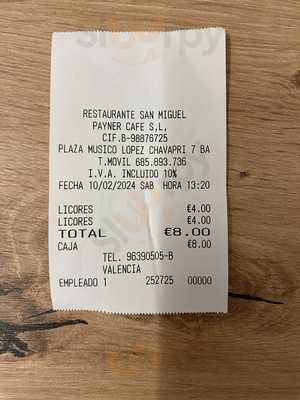 RESTAURANTE SAN MIGUEL
PAYNER CAFE S,L,
CIF.B-98876725
PLAZA MUSICO LOPEZ CHAVAPRI 7 BA
T.MOVIL 685.893.736
I.V.A. INCLUIDO 10%
FECHA 10/02/2024 SAB HORA 13:20
LICORES €4.00
LICORES €4.00
TOTAL €8.00
CAJA €8.00
TEL. 96390505-B
VALENCIA
EMPLEADO 1 252725 00000